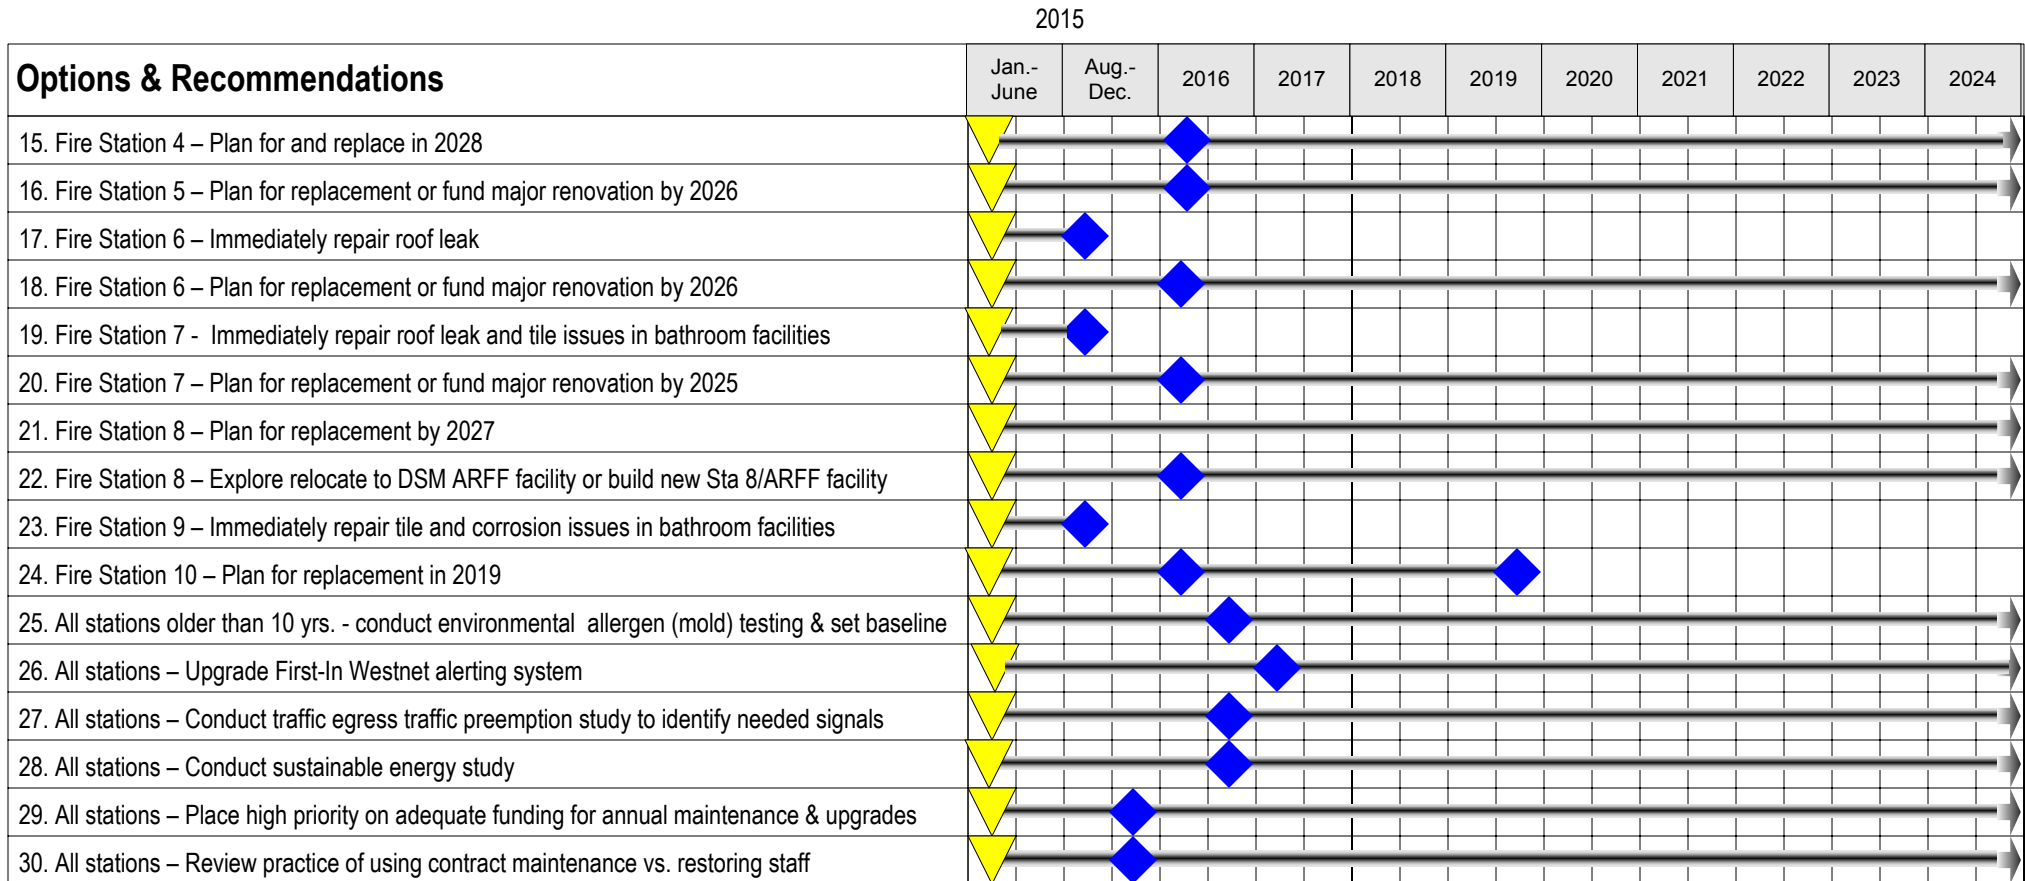 2015
Options & Recommendations
Jan.-
June
Aug.-
Dec.
2016
2017
2018
2019
2020
2021
2022
2023
2024
15. Fire Station 4 – Plan for and replace in 2028
16. Fire Station 5 – Plan for replacement or fund major renovation by 2026
17. Fire Station 6 – Immediately repair roof leak
18. Fire Station 6 – Plan for replacement or fund major renovation by 2026
19. Fire Station 7 -  Immediately repair roof leak and tile issues in bathroom facilities
20. Fire Station 7 – Plan for replacement or fund major renovation by 2025
21. Fire Station 8 – Plan for replacement by 2027
22. Fire Station 8 – Explore relocate to DSM ARFF facility or build new Sta 8/ARFF facility
23. Fire Station 9 – Immediately repair tile and corrosion issues in bathroom facilities
24. Fire Station 10 – Plan for replacement in 2019
25. All stations older than 10 yrs. - conduct environmental  allergen (mold) testing & set baseline
26. All stations – Upgrade First-In Westnet alerting system
27. All stations – Conduct traffic egress traffic preemption study to identify needed signals
28. All stations – Conduct sustainable energy study
29. All stations – Place high priority on adequate funding for annual maintenance & upgrades
30. All stations – Review practice of using contract maintenance vs. restoring staff